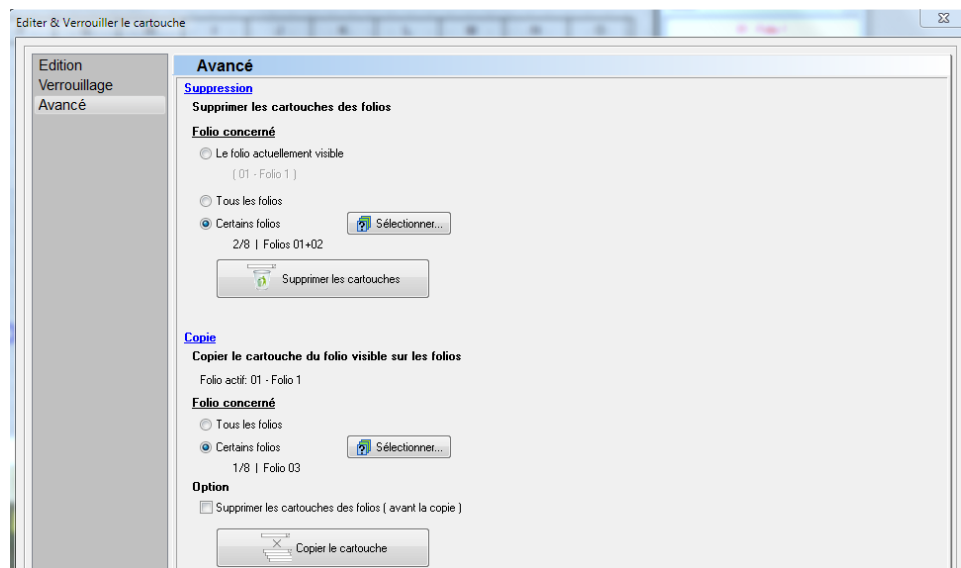 Editer & Verrouiller le cartouche
Edition
Verrouillage
Avancé
Avancé
Suppression
Supprimer les cartouches des folios
Folio concerné
Le folio actuellement visible
( 01 - Folio 1 )
Tous les folios
Certains folios
Sélectionner...
2/8 | Folios 01+02
Supprimer les cartouches
Copie
Copier le cartouche du folio visible sur les folios
Folio actif: 01 - Folio 1
Folio concerné
Tous les folios
Certains folios
Sélectionner...
1/8 | Folio 03
Option
Supprimer les cartouches des folios ( avant la copie )
Copier le cartouche